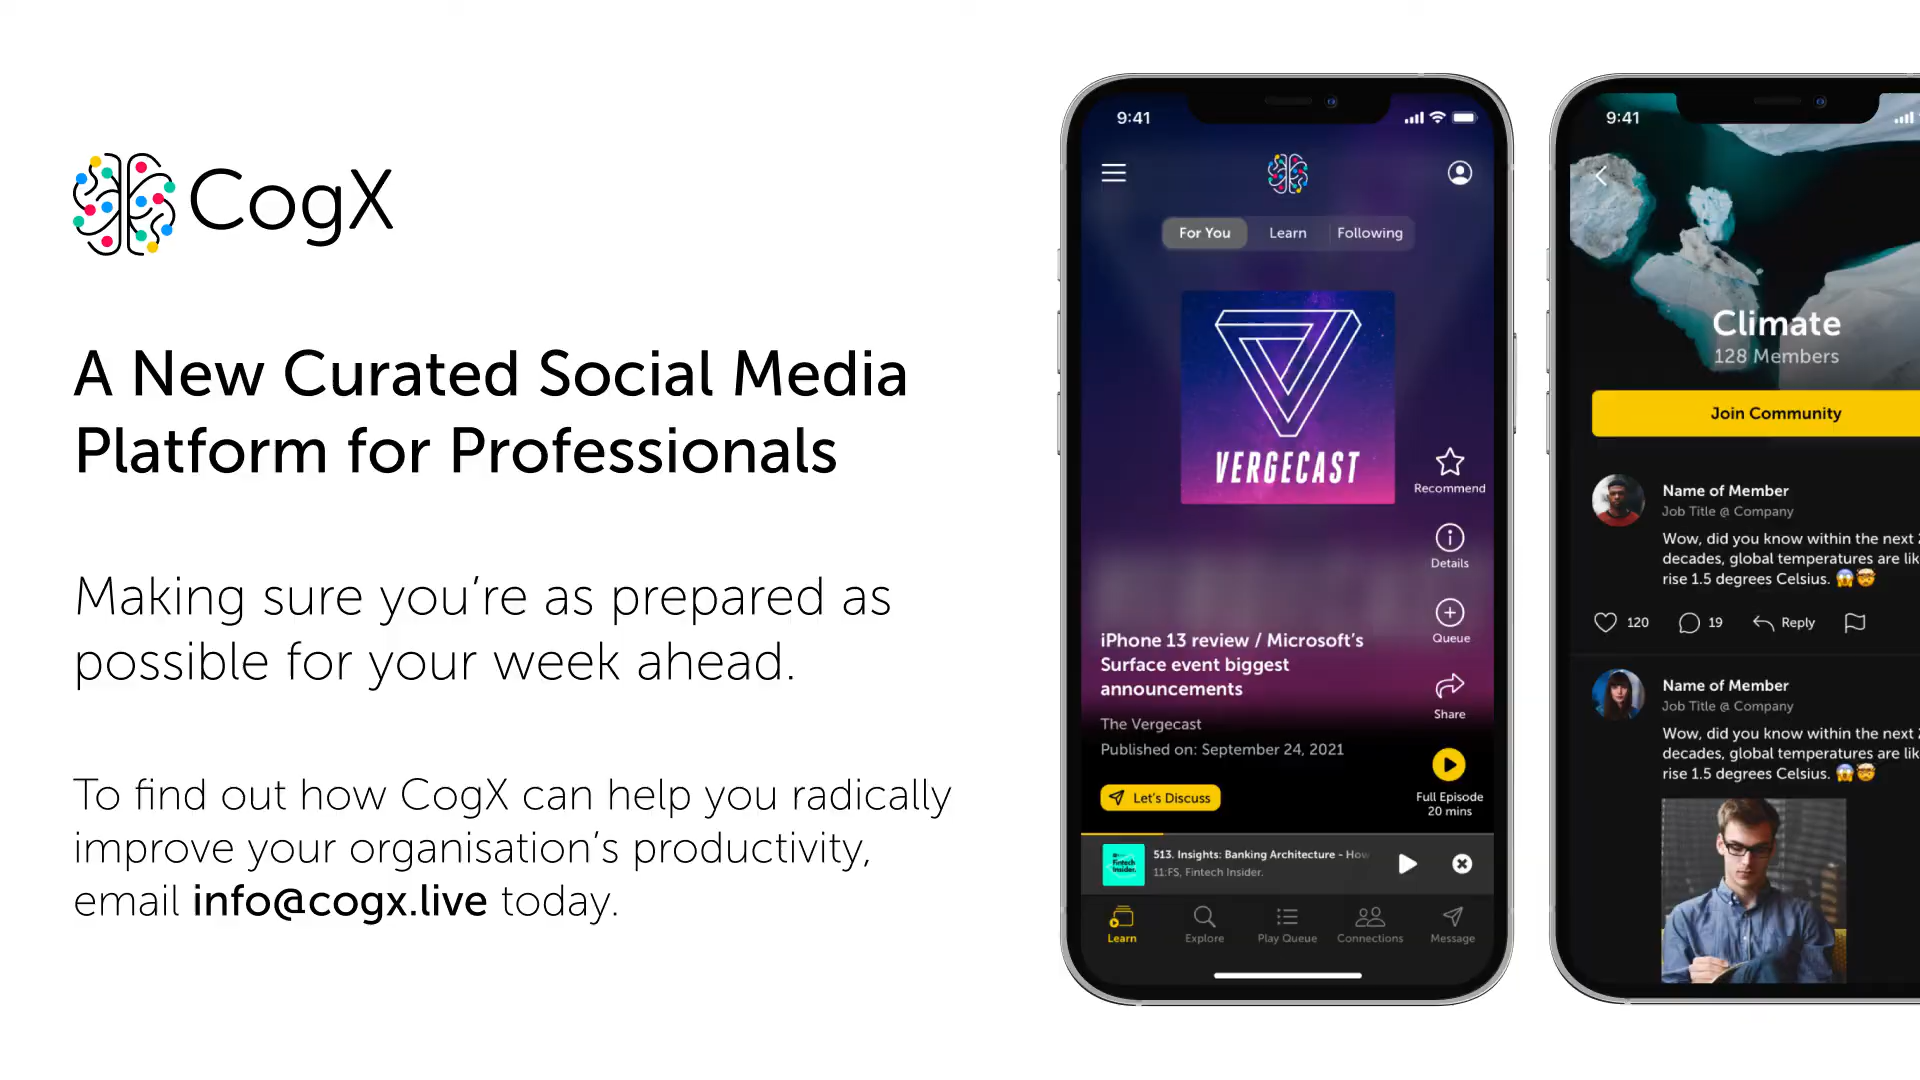 CogX
A New Curated Social Media
Platform for Professionals
Making sure you're as prepared as
possible for your week ahead.
To find out how CogX can help you radically
improve your organisation's productivity,
email info@cogx.live today.
9:41
For You
Learn
Following
VERGECAST
Recommend
Details
Queue
Share
iPhone 13 review / Microsoft's
Surface event biggest
announcements
The Vergecast
Published on: September 24, 2021
Let's Discuss
Full Episode
20 mins
Fintech
Insider.
513. Insights: Banking Architecture - How
11:FS, Fintech Insider.
Learn
Explore
Play Queue
Connections
Message
9:41
Climate
128 Members
Join Community
Name of Member
Job Title @ Company
Wow, did you know within the next
decades, global temperatures are
rise 1.5 degrees Celsius. 😱🤯
120
19
Reply
Name of Member
Job Title @ Company
Wow, did you know within the next
decades, global temperatures are
rise 1.5 degrees Celsius. 😱🤯